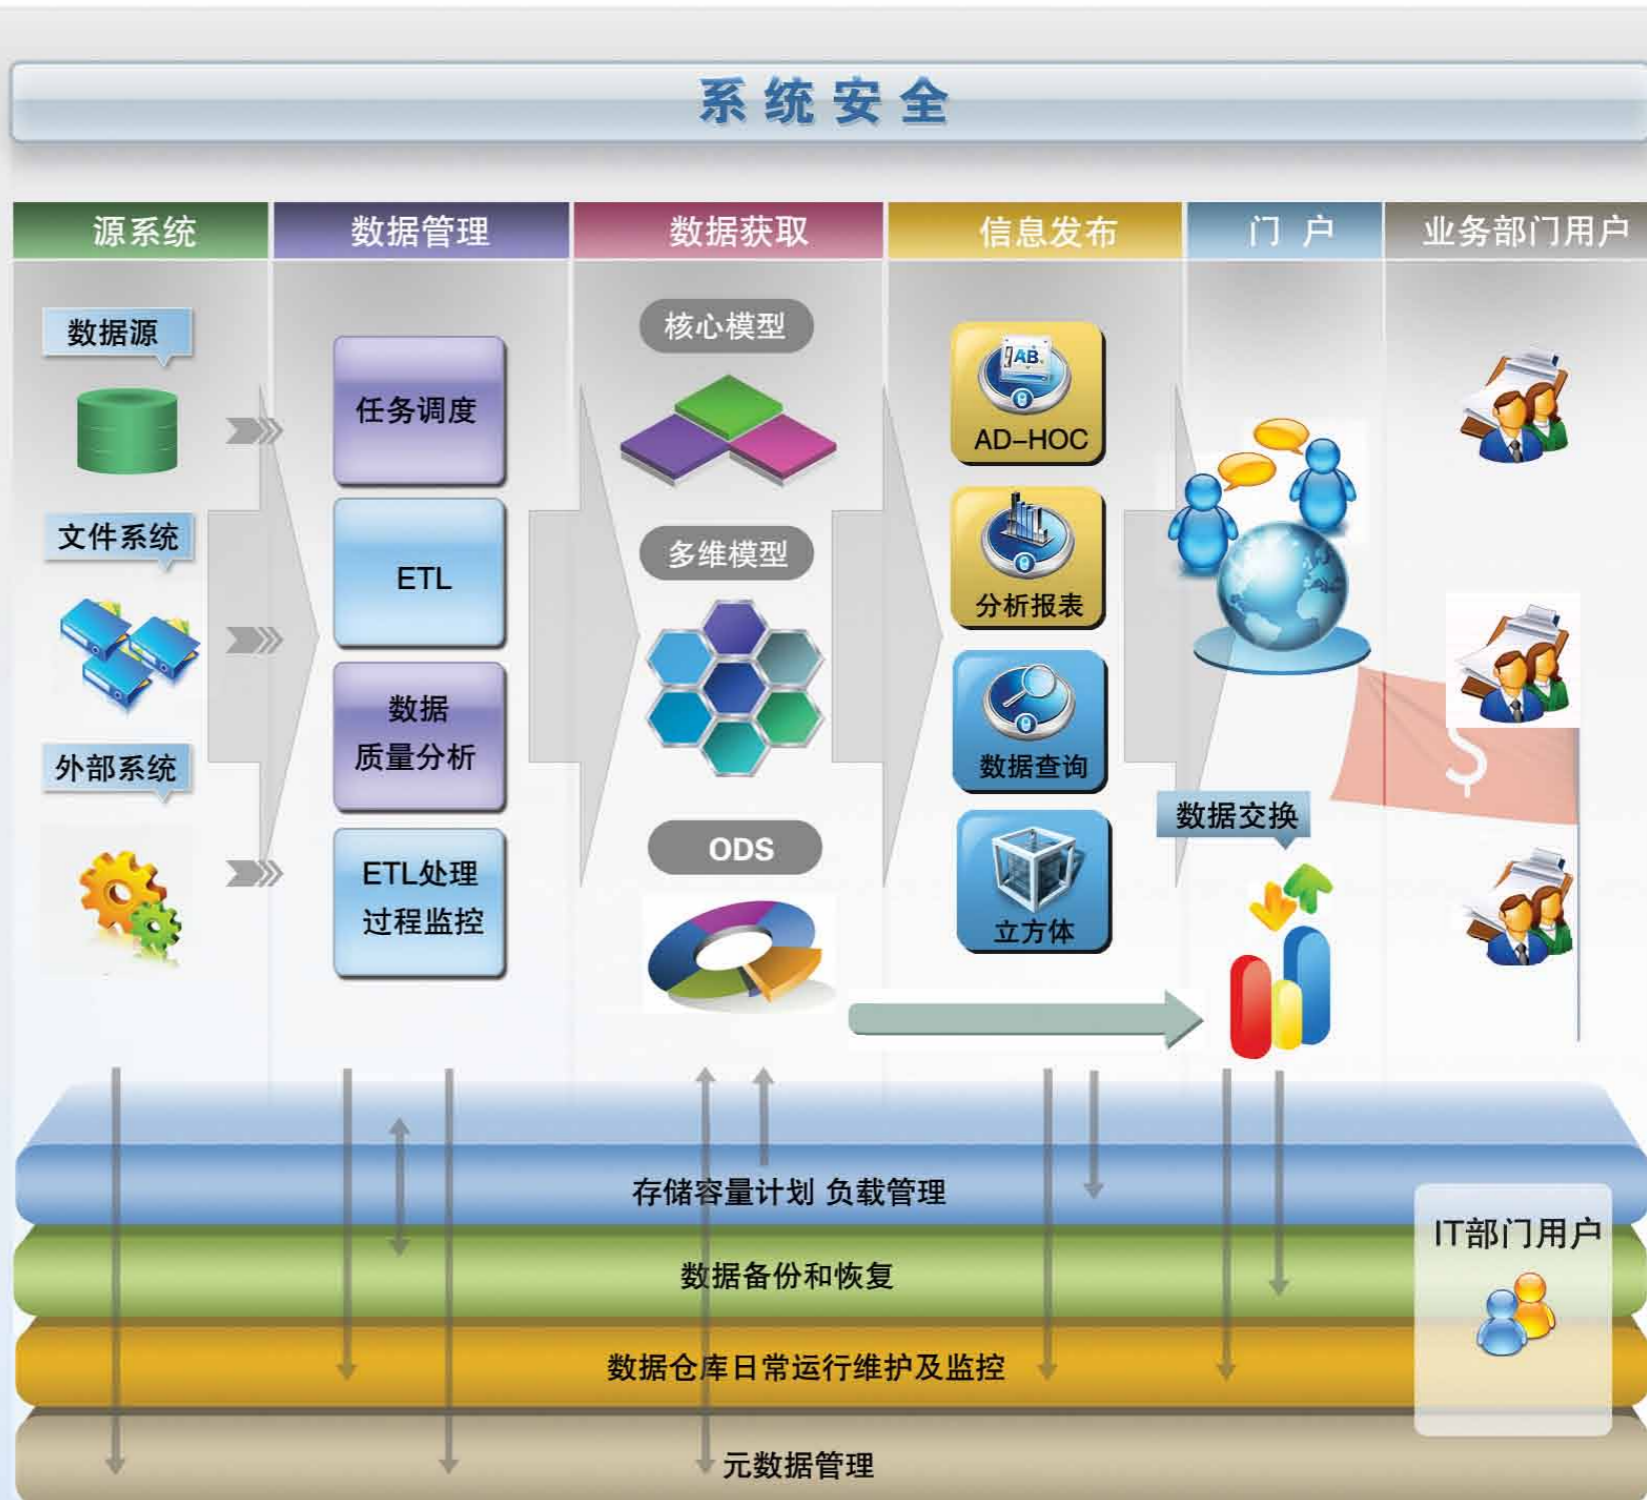 系统安全
源系统
数据管理
数据获取
信息发布
门 户
业务部门用户
数据源
文件系统
外部系统
任务调度
ETL
数据
质量分析
ETL处理
过程监控
核心模型
多维模型
ODS
AB
AD-HOC
分析报表
数据查询
立方体
数据交换
$
存储容量计划 负载管理
数据备份和恢复
数据仓库日常运行维护及监控
元数据管理
IT部门用户